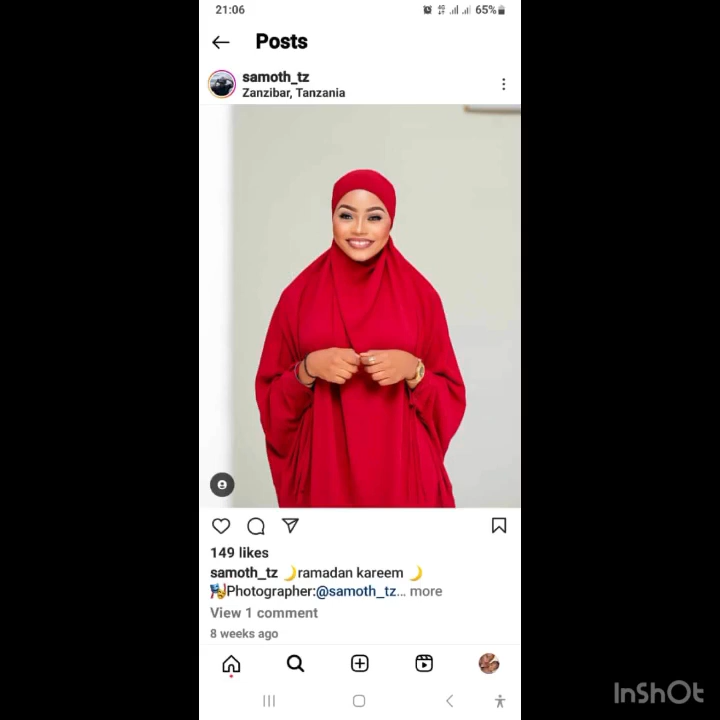 21:06
65%
Posts
samoth_tz
Zanzibar, Tanzania
149 likes
samoth_tz 🌙ramadan kareem 🌙
Photographer:@samoth_tz... more
View 1 comment
8 weeks ago
InShOt